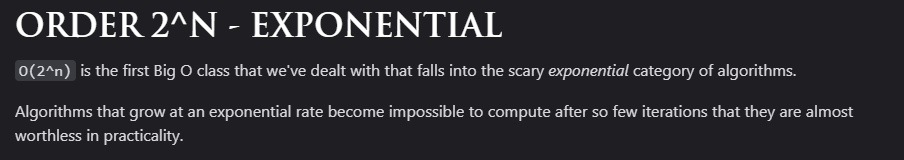 ORDER 2^N - EXPONENTIAL
O(2^n) is the first Big O class that we've dealt with that falls into the scary exponential category of algorithms.
Algorithms that grow at an exponential rate become impossible to compute after so few iterations that they are almost
worthless in practicality.